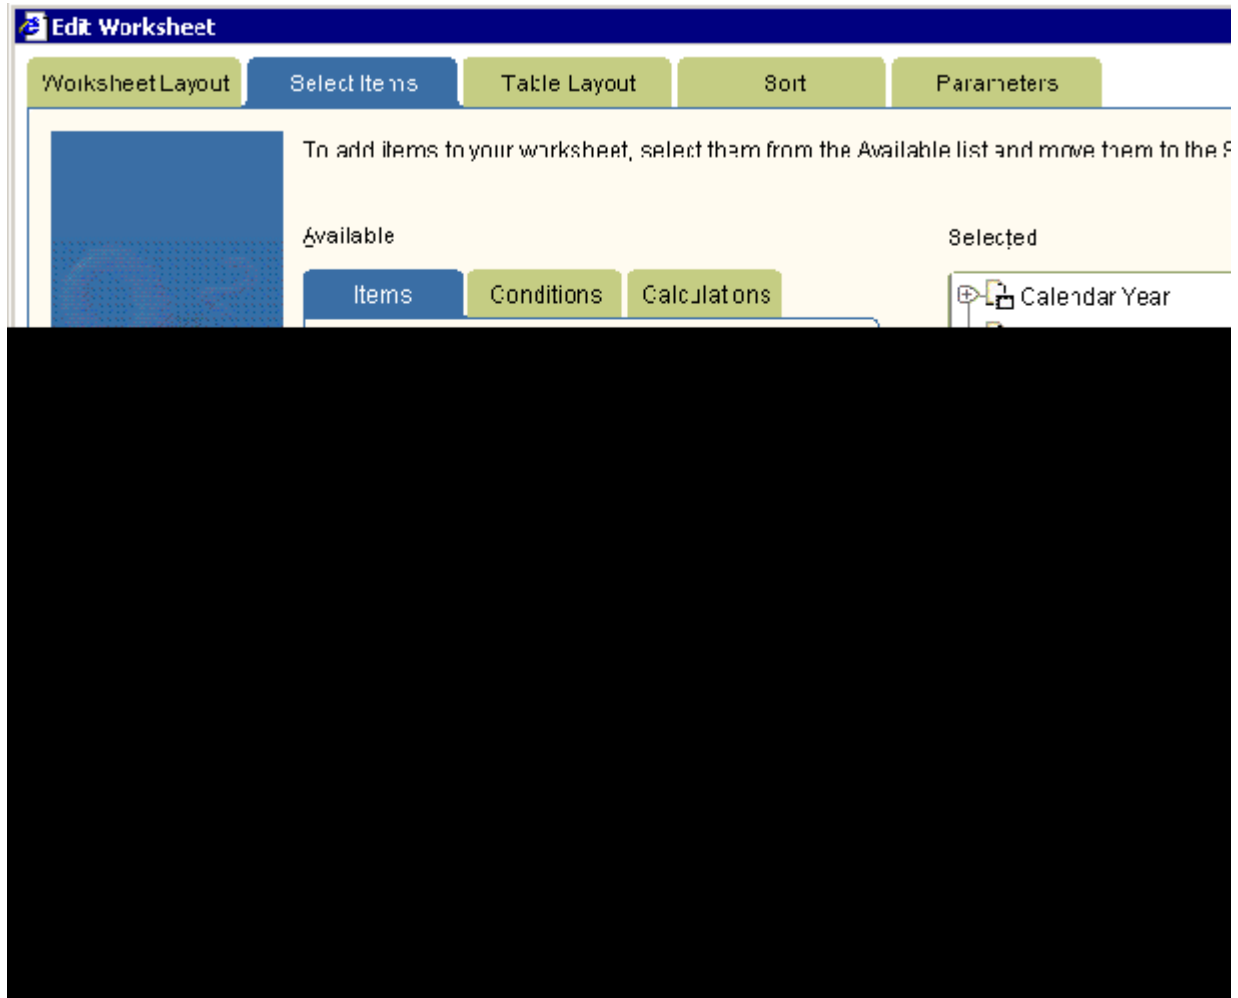 Edit Worksheet
Worksheet Layout Select Items Table Layout Sort Parameters
To add items to your worksheet, select them from the Available list and move them to the
Available
Selected
Items Conditions Calculations
Calendar Year